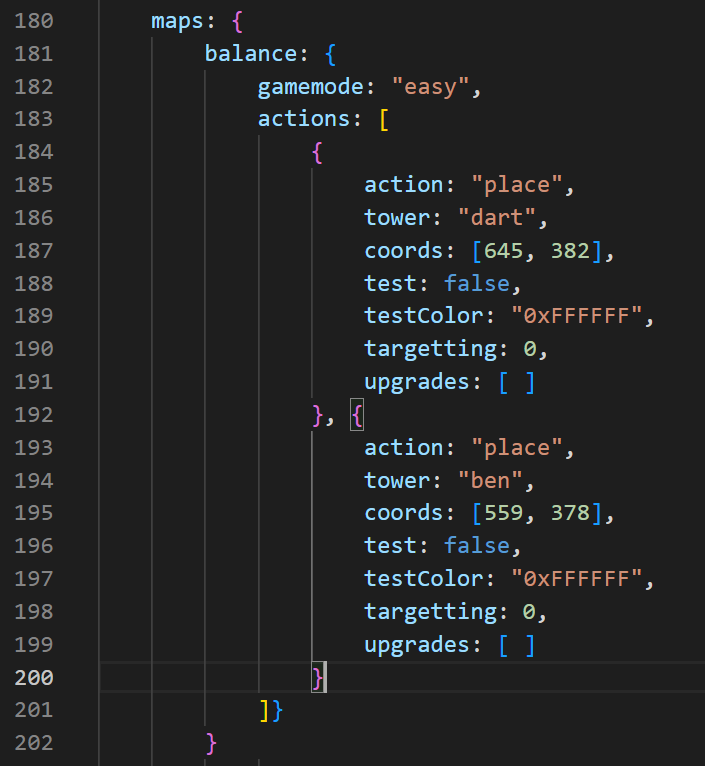 180 maps: {
181 balance: {
182 gamemode: "easy",
183 actions: [
184 {
185 action: "place",
186 tower: "dart",
187 coords: [645, 382],
188 test: false,
189 testColor: "0xFFFFFF",
190 targetting: 0,
191 upgrades: [ ]
192 }, {
193 action: "place",
194 tower: "ben",
195 coords: [559, 378],
196 test: false,
197 testColor: "0xFFFFFF",
198 targetting: 0,
199 upgrades: [ ]
200 }
201 ]}
202 }